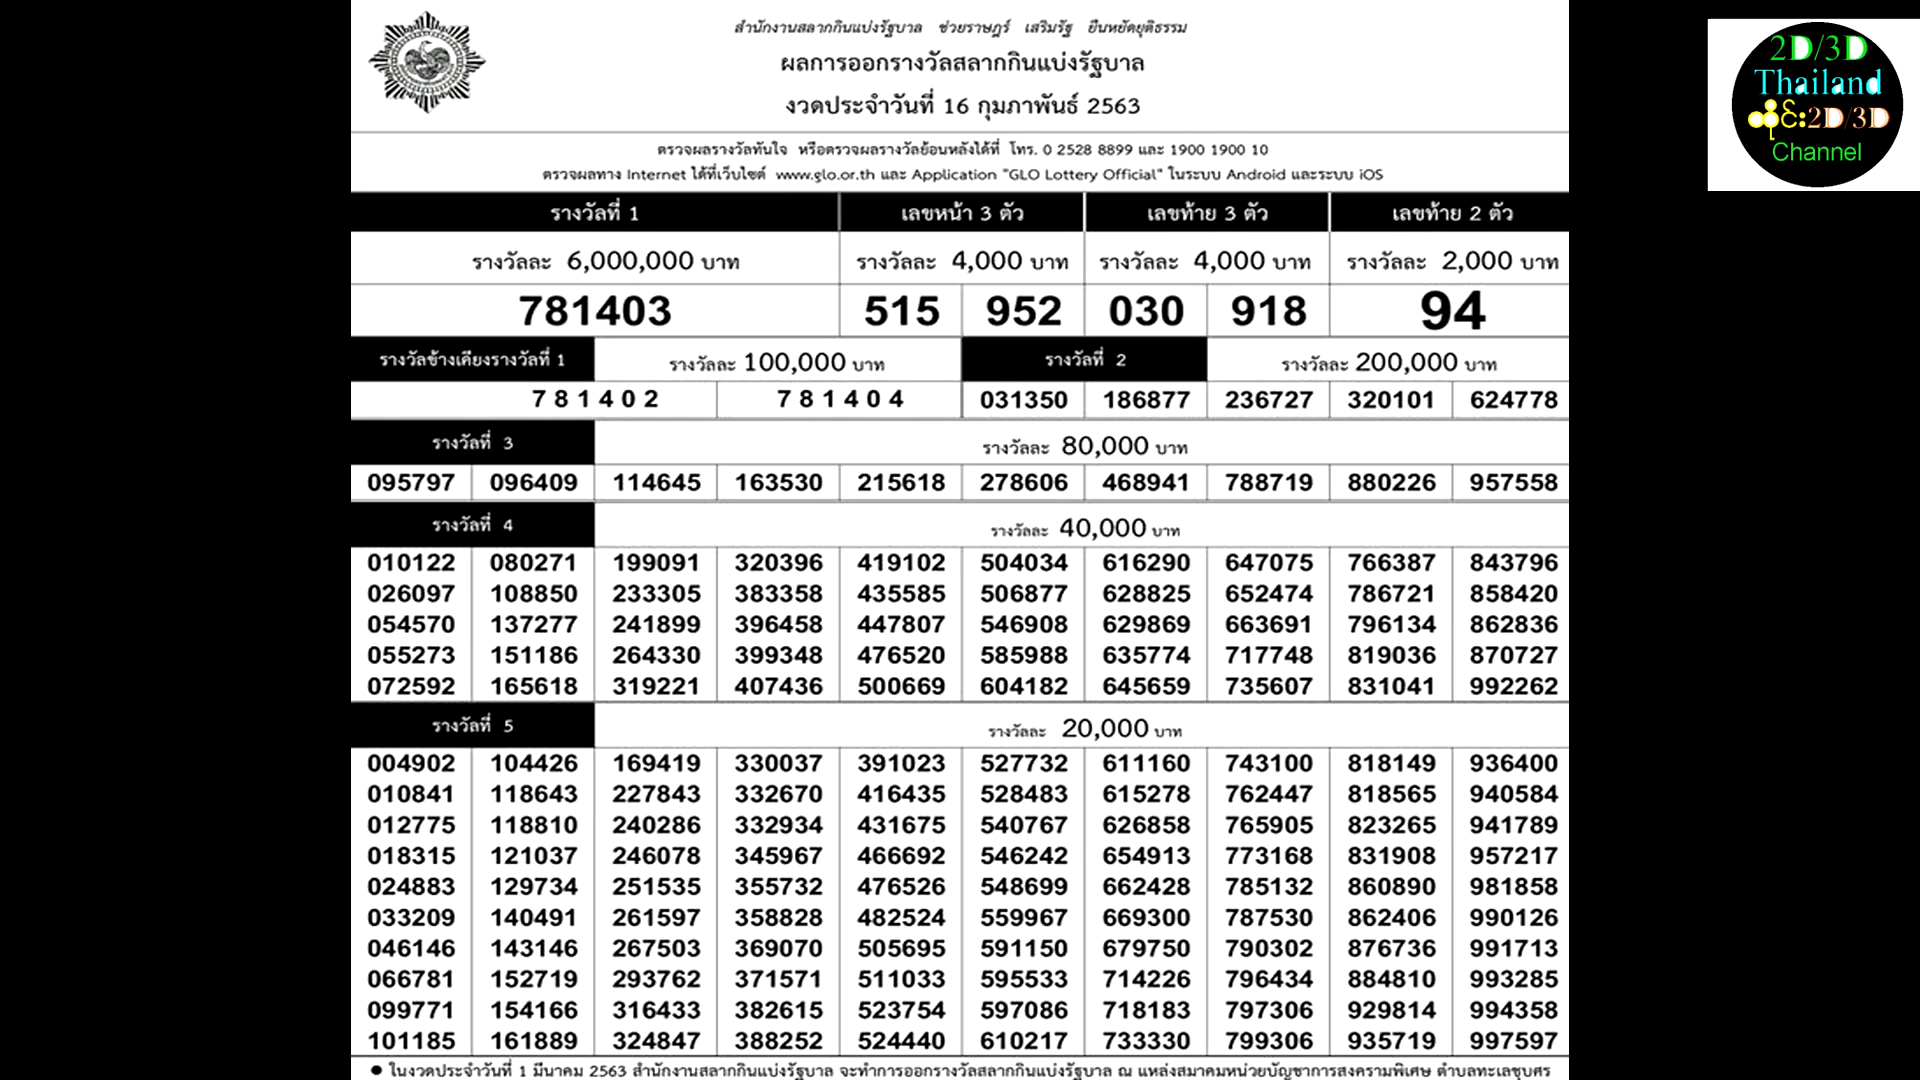 สำนักงานสลากกินแบ่งรัฐบาล ช่วยราษฎร์ เสริมรัฐ ยืนหยัดยุติธรรม
ผลการออกรางวัลสลากกินแบ่งรัฐบาล
งวดประจำวันที่ 16 กุมภาพันธ์ 2563
2D/3D
Thailand
ထိုင်း2D/3D
Channel
ตรวจผลรางวัลทันใจ หรือตรวจผลรางวัลย้อนหลังได้ที่ โทร. 0 2528 8899 และ 1900 1900 10
ตรวจผลทาง Internet ได้ที่เว็บไซต์ www.glo.or.th และ Application "GLO Lottery Official" ในระบบ Android และระบบ iOS
รางวัลที่ 1 เลขหน้า 3 ตัว เลขท้าย 3 ตัว เลขท้าย 2 ตัว
รางวัลละ 6,000,000 บาท รางวัลละ 4,000 บาท รางวัลละ 4,000 บาท รางวัลละ 2,000 บาท
781403 515 952 030 918 94
รางวัลข้างเคียงรางวัลที่ 1 รางวัลละ 100,000 บาท รางวัลที่ 2 รางวัลละ 200,000 บาท
781402 781404 031350 186877 236727 320101 624778
รางวัลที่ 3 รางวัลละ 80,000 บาท
095797 096409 114645 163530 215618 278606 468941 788719 880226 957558
รางวัลที่ 4 รางวัลละ 40,000 บาท
010122 080271 199091 320396 419102 504034 616290 647075 766387 843796
026097 108850 233305 383358 435585 506877 628825 652474 786721 858420
054570 137277 241899 396458 447807 546908 629869 663691 796134 862836
055273 151186 264330 399348 476520 585988 635774 717748 819036 870727
072592 165618 319221 407436 500669 604182 645659 735607 831041 992262
รางวัลที่ 5 รางวัลละ 20,000 บาท
004902 104426 169419 330037 391023 527732 611160 743100 818149 936400
010841 118643 227843 332670 416435 528483 615278 762447 818565 940584
012775 118810 240286 332934 431675 540767 626858 765905 823265 941789
018315 121037 246078 345967 466692 546242 654913 773168 831908 957217
024883 129734 251535 355732 476526 548699 662428 785132 860890 981858
033209 140491 261597 358828 482524 559967 669300 787530 862406 990126
046146 143146 267503 369070 505695 591150 679750 790302 876736 991713
066781 152719 293762 371571 511033 595533 714226 796434 884810 993285
099771 154166 316433 382615 523754 597086 718183 797306 929814 994358
101185 161889 324847 388252 524440 610217 733330 799306 935719 997597
● ในงวดประจำวันที่ 1 มีนาคม 2563 สำนักงานสลากกินแบ่งรัฐบาล จะทำการออกรางวัลสลากกินแบ่งรัฐบาล ณ แหล่งสมาคมหน่วยบัญชาการสงครามพิเศษ ตำบลทะเลชุบศร